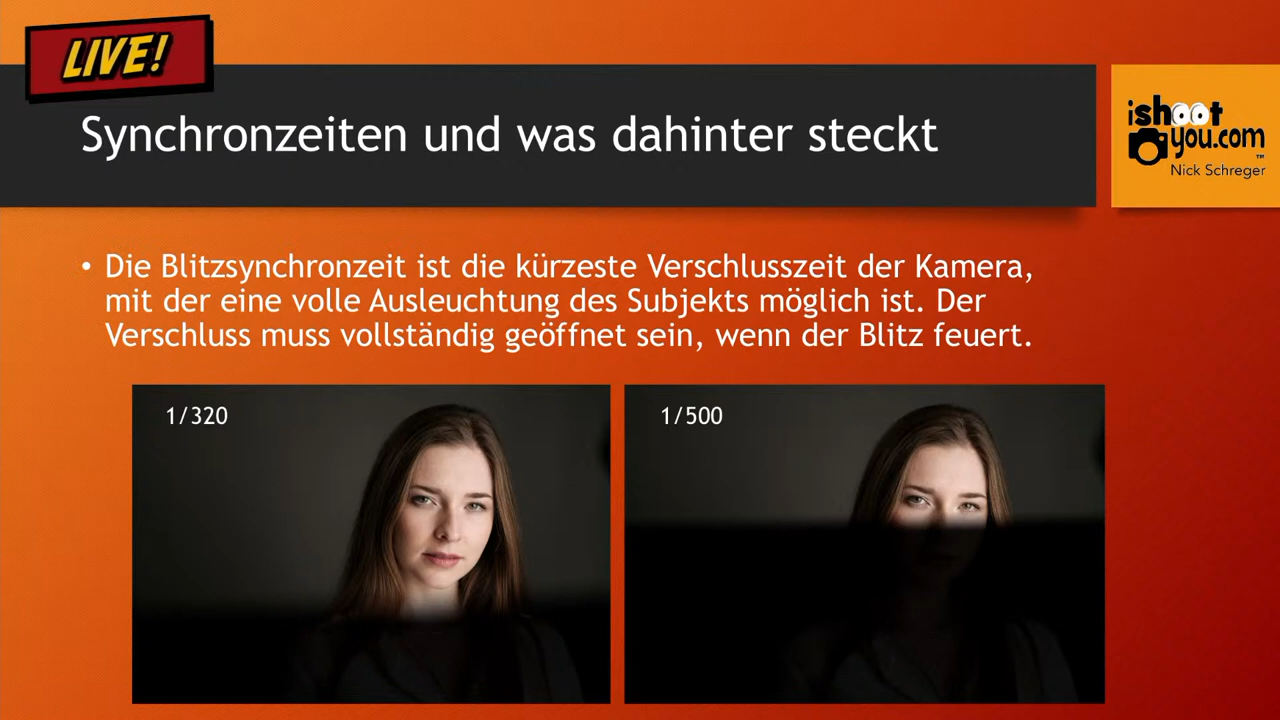 LIVE!
Synchronzeiten und was dahinter steckt
ishoot
you.com
™
Nick Schreger
• Die Blitzsynchronzeit ist die kürzeste Verschlusszeit der Kamera,
mit der eine volle Ausleuchtung des Subjekts möglich ist. Der
Verschluss muss vollständig geöffnet sein, wenn der Blitz feuert.
1/320
1/500